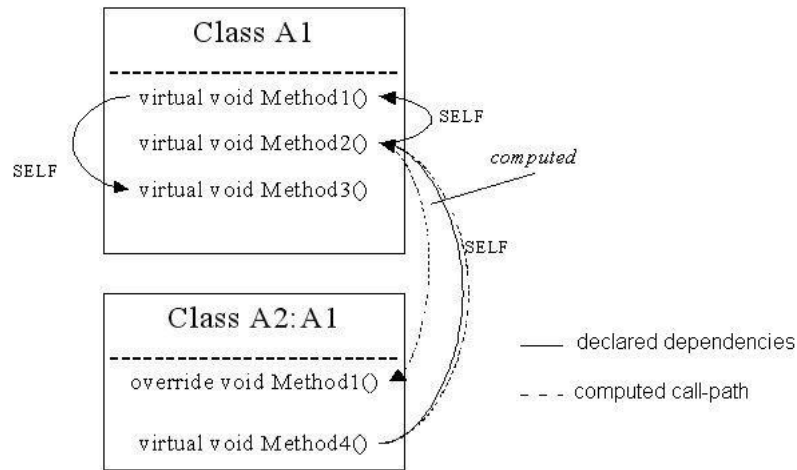 Class A1
virtual void Method1()
SELF
virtual void Method2()
computed
SELF
virtual void Method3()
SELF
Class A2:A1
declared dependencies
override void Method1()
computed call-path
virtual void Method4()